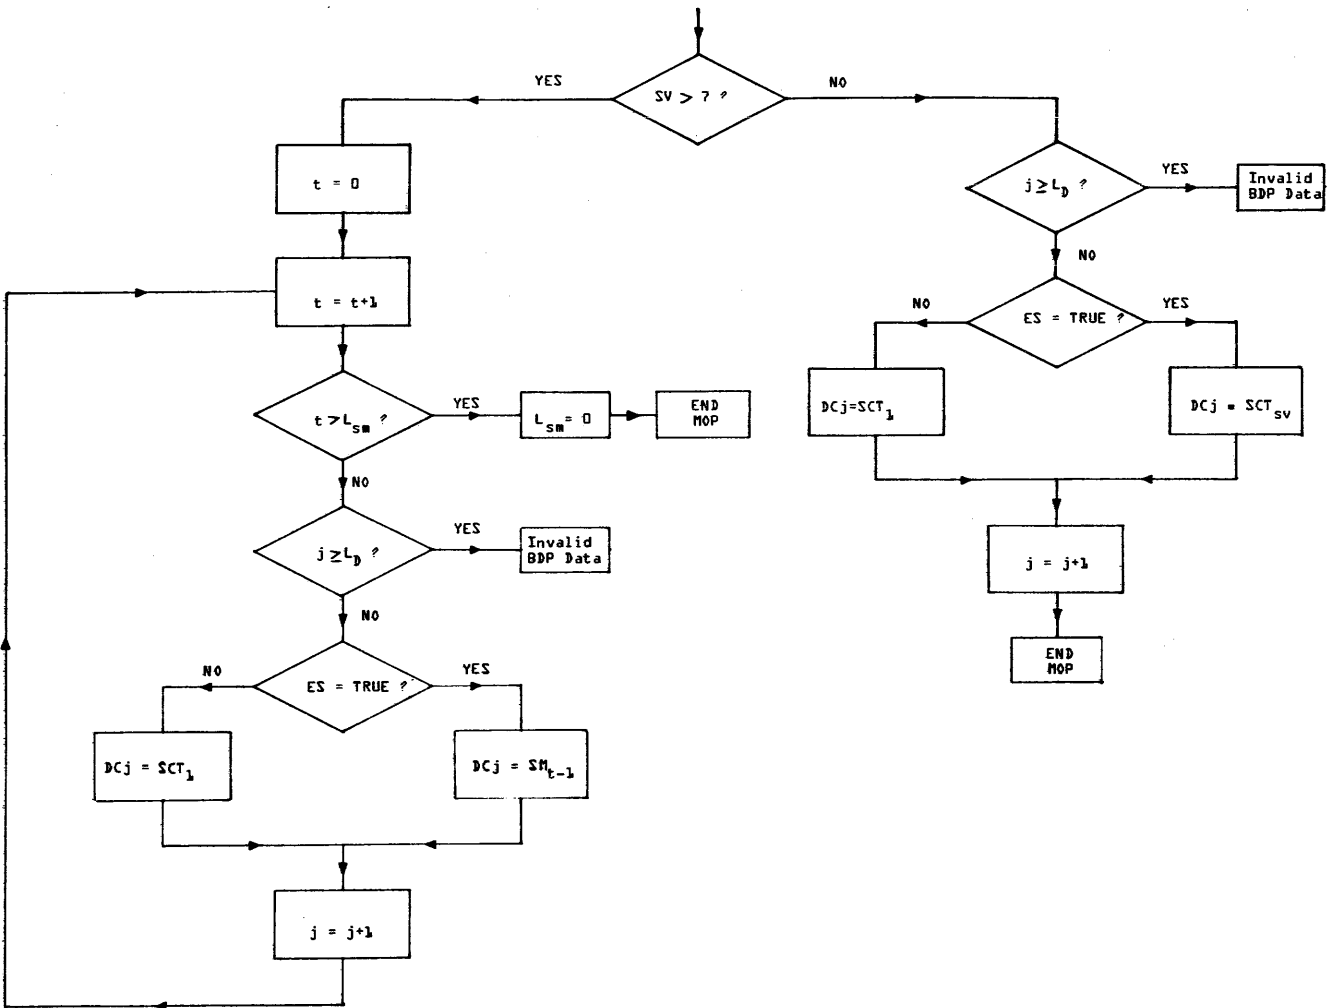 SV > 7 ?
YES
NO
t = 0
j ≥ L_D ?
YES
Invalid
BDP Data
NO
t = t+1
ES = TRUE ?
NO
YES
DCj=SCT_1
DCj = SCT_sv
t > L_sm ?
YES
L_sm = 0
END
MOP
NO
j ≥ L_D ?
YES
Invalid
BDP Data
j = j+1
NO
END
MOP
ES = TRUE ?
NO
YES
DCj = SCT_1
DCj = SM_t-1
j = j+1